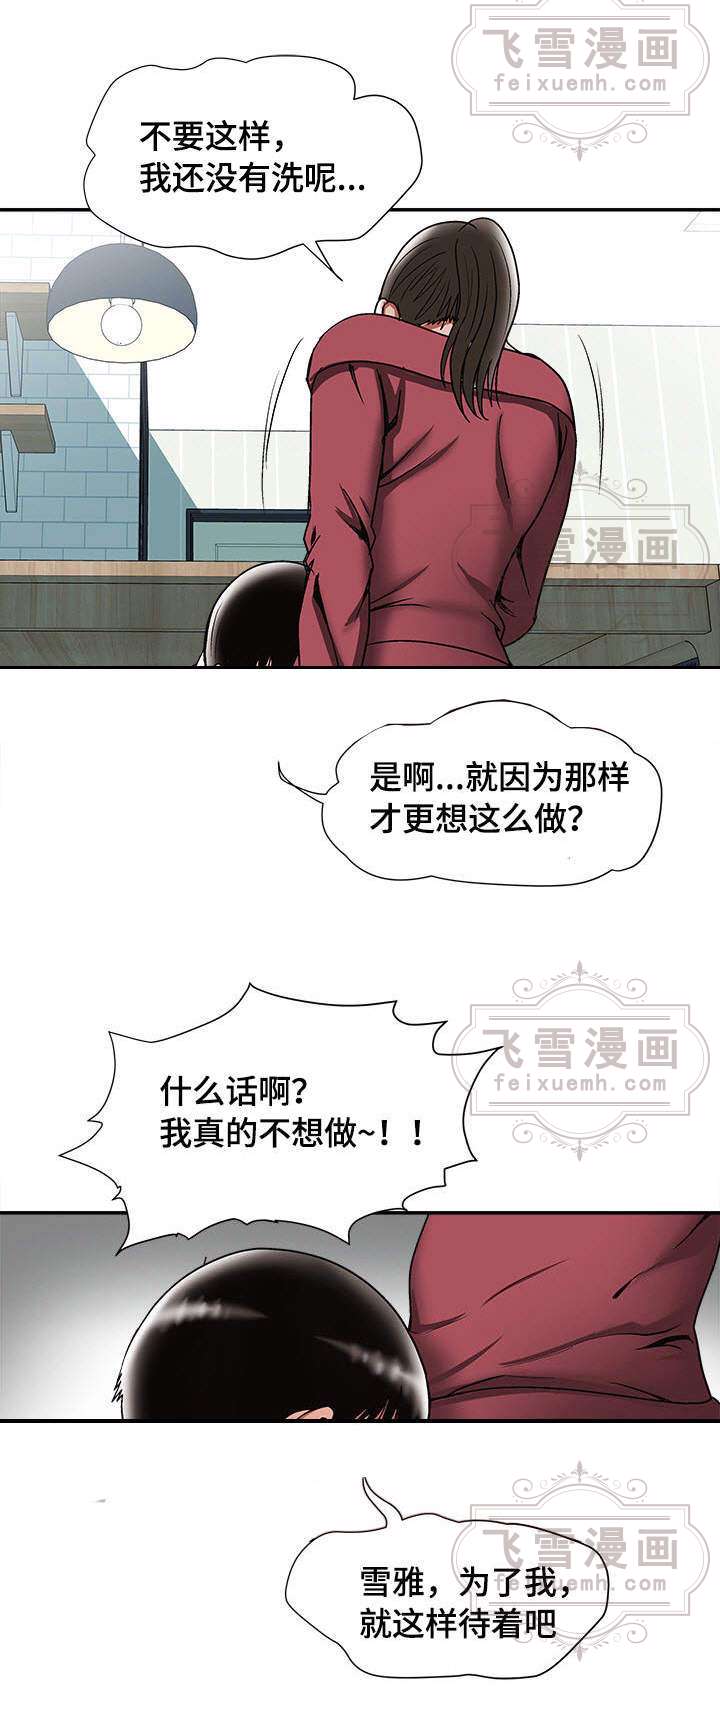 飞雪漫画
feixuemh.com
不要这样，
我还没有洗呢...
飞雪漫画
feixuemh.com
是啊...就因为那样
才更想这么做？
飞雪漫画
feixuemh.com
什么话啊？
我真的不想做~！！
飞雪漫画
feixuemh.com
雪雅，为了我，
就这样待着吧